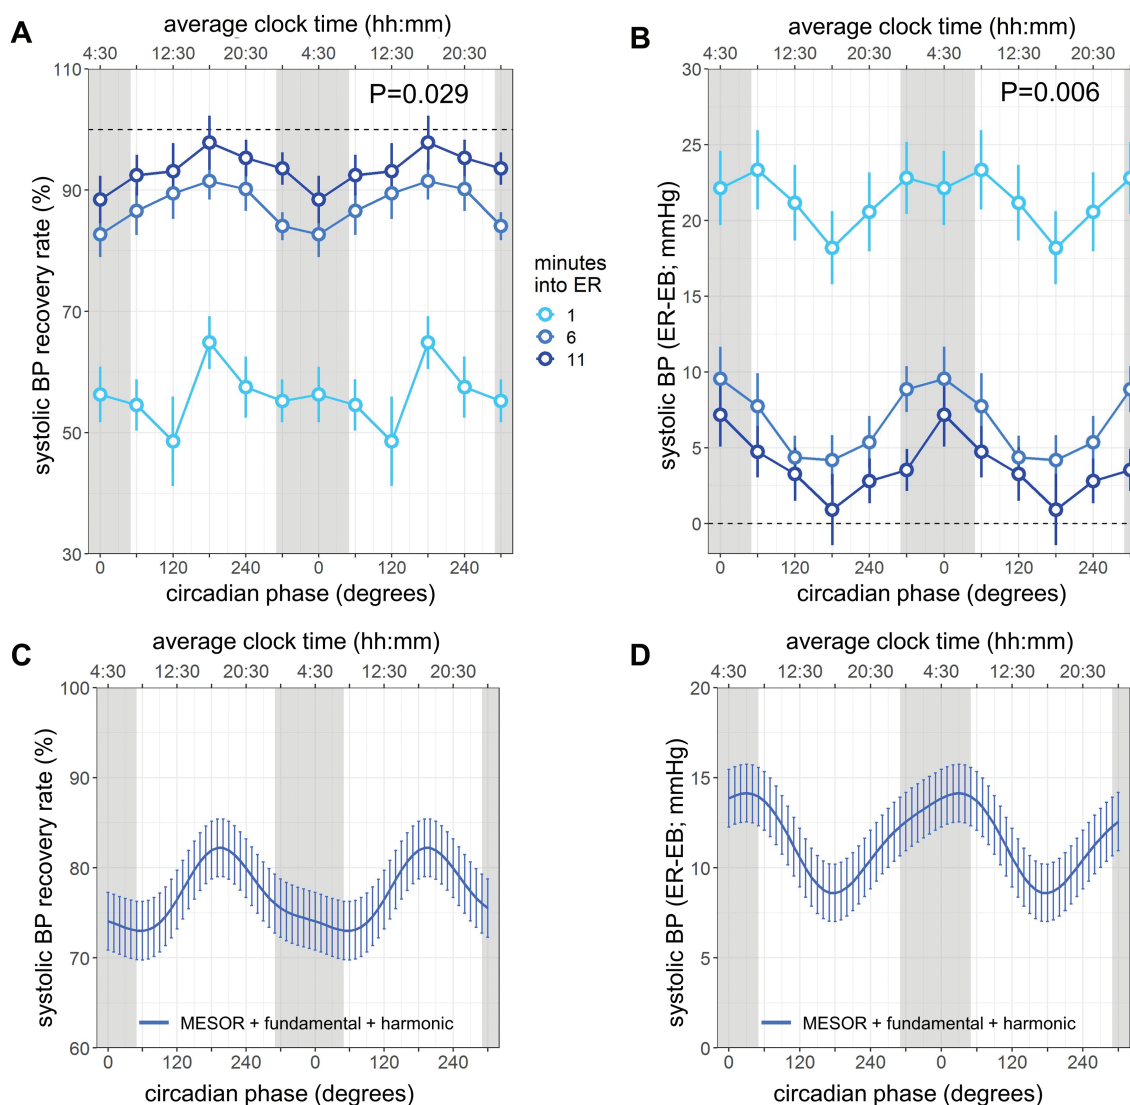 A
average clock time (hh:mm)
4:30 12:30 20:30 4:30 12:30 20:30
P=0.029
110
90
70
50
30
systolic BP recovery rate (%)
0 120 240 0 120 240
circadian phase (degrees)
minutes
into ER
1
6
11
B
average clock time (hh:mm)
4:30 12:30 20:30 4:30 12:30 20:30
P=0.006
30
25
20
15
10
5
0
systolic BP (ER-EB; mmHg)
0 120 240 0 120 240
circadian phase (degrees)
C
average clock time (hh:mm)
4:30 12:30 20:30 4:30 12:30 20:30
100
90
80
70
60
systolic BP recovery rate (%)
MESOR + fundamental + harmonic
0 120 240 0 120 240
circadian phase (degrees)
D
average clock time (hh:mm)
4:30 12:30 20:30 4:30 12:30 20:30
20
15
10
5
0
systolic BP (ER-EB; mmHg)
MESOR + fundamental + harmonic
0 120 240 0 120 240
circadian phase (degrees)